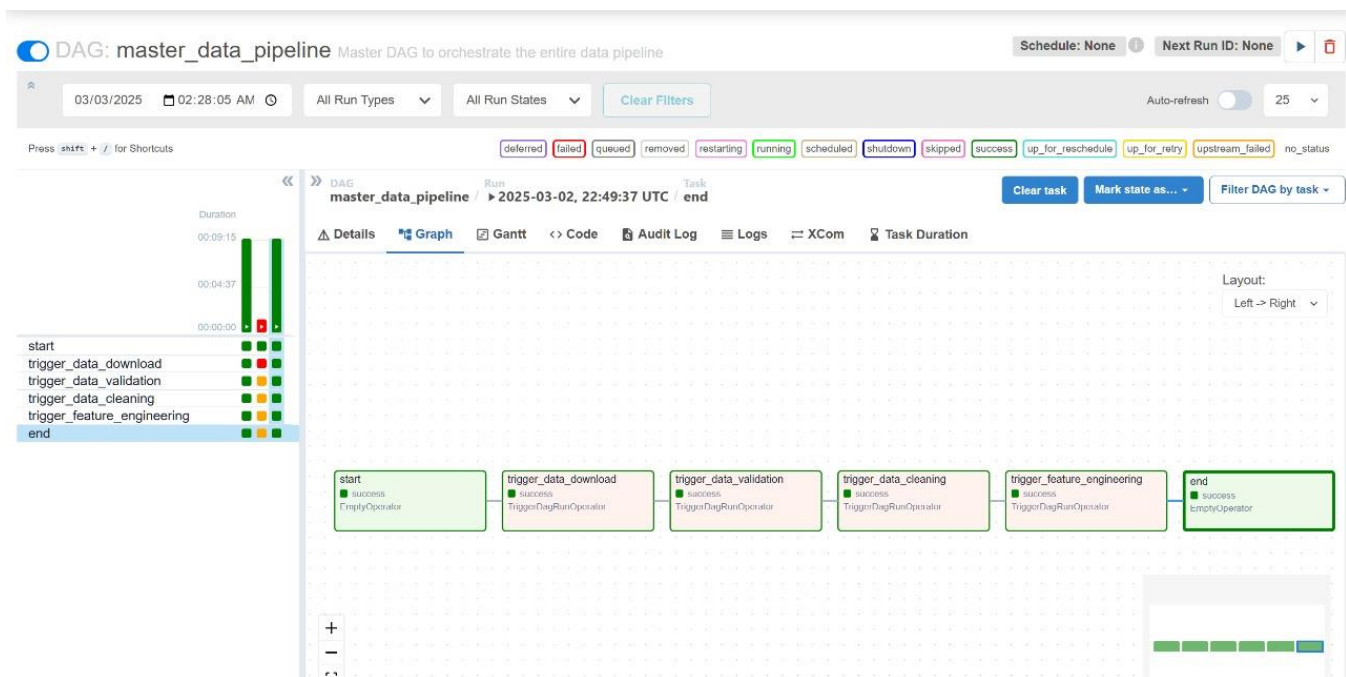 DAG: master_data_pipeline Master DAG to orchestrate the entire data pipeline
Schedule: None
Next Run ID: None
03/03/2025 02:28:05 AM
All Run Types
All Run States
Clear Filters
Auto-refresh
25
Press shift + / for Shortcuts
deferred failed queued removed restarting running scheduled shutdown skipped success up_for_reschedule up_for_retry upstream_failed no_status
Duration
00:09:15
00:04:37
00:00:00
start
trigger_data_download
trigger_data_validation
trigger_data_cleaning
trigger_feature_engineering
end
DAG
master_data_pipeline
/
Run
2025-03-02, 22:49:37 UTC
/
Task
end
Clear task
Mark state as...
Filter DAG by task
Details
Graph
Gantt
<> Code
Audit Log
Logs
XCom
Task Duration
Layout:
Left -> Right
start
success
EmptyOperator
trigger_data_download
success
TriggerDagRunOperator
trigger_data_validation
success
TriggerDagRunOperator
trigger_data_cleaning
success
TriggerDagRunOperator
trigger_feature_engineering
success
TriggerDagRunOperator
end
success
EmptyOperator